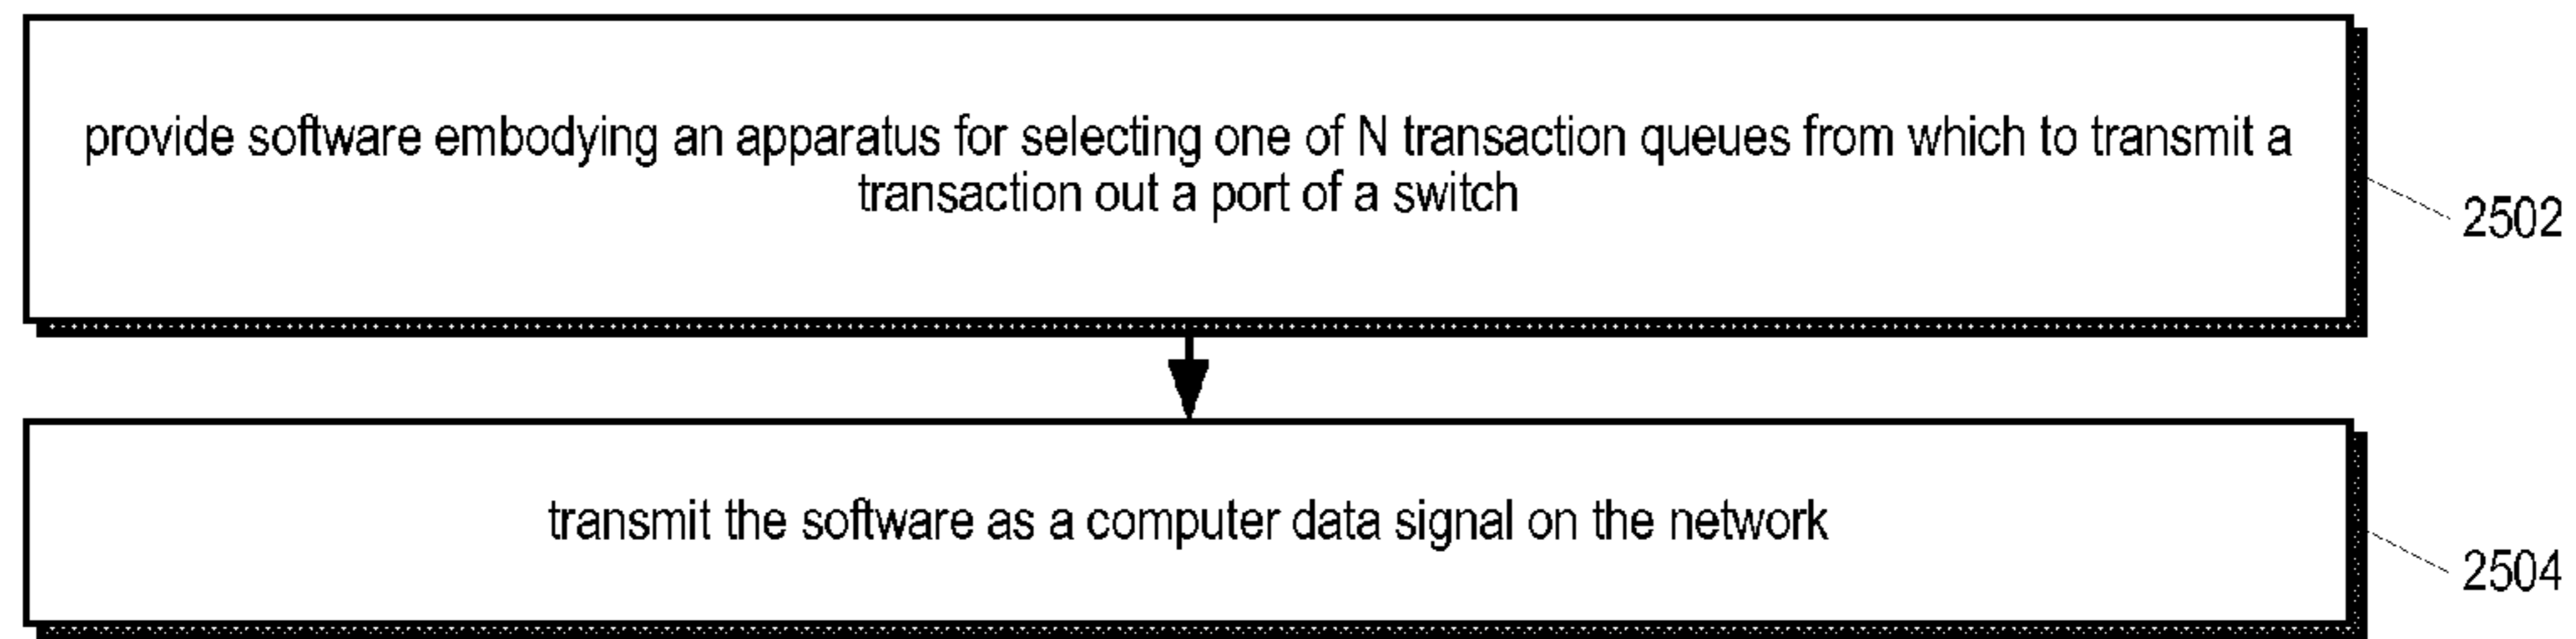 provide software embodying an apparatus for selecting one of N transaction queues from which to transmit a
transaction out a port of a switch
2502
transmit the software as a computer data signal on the network
2504